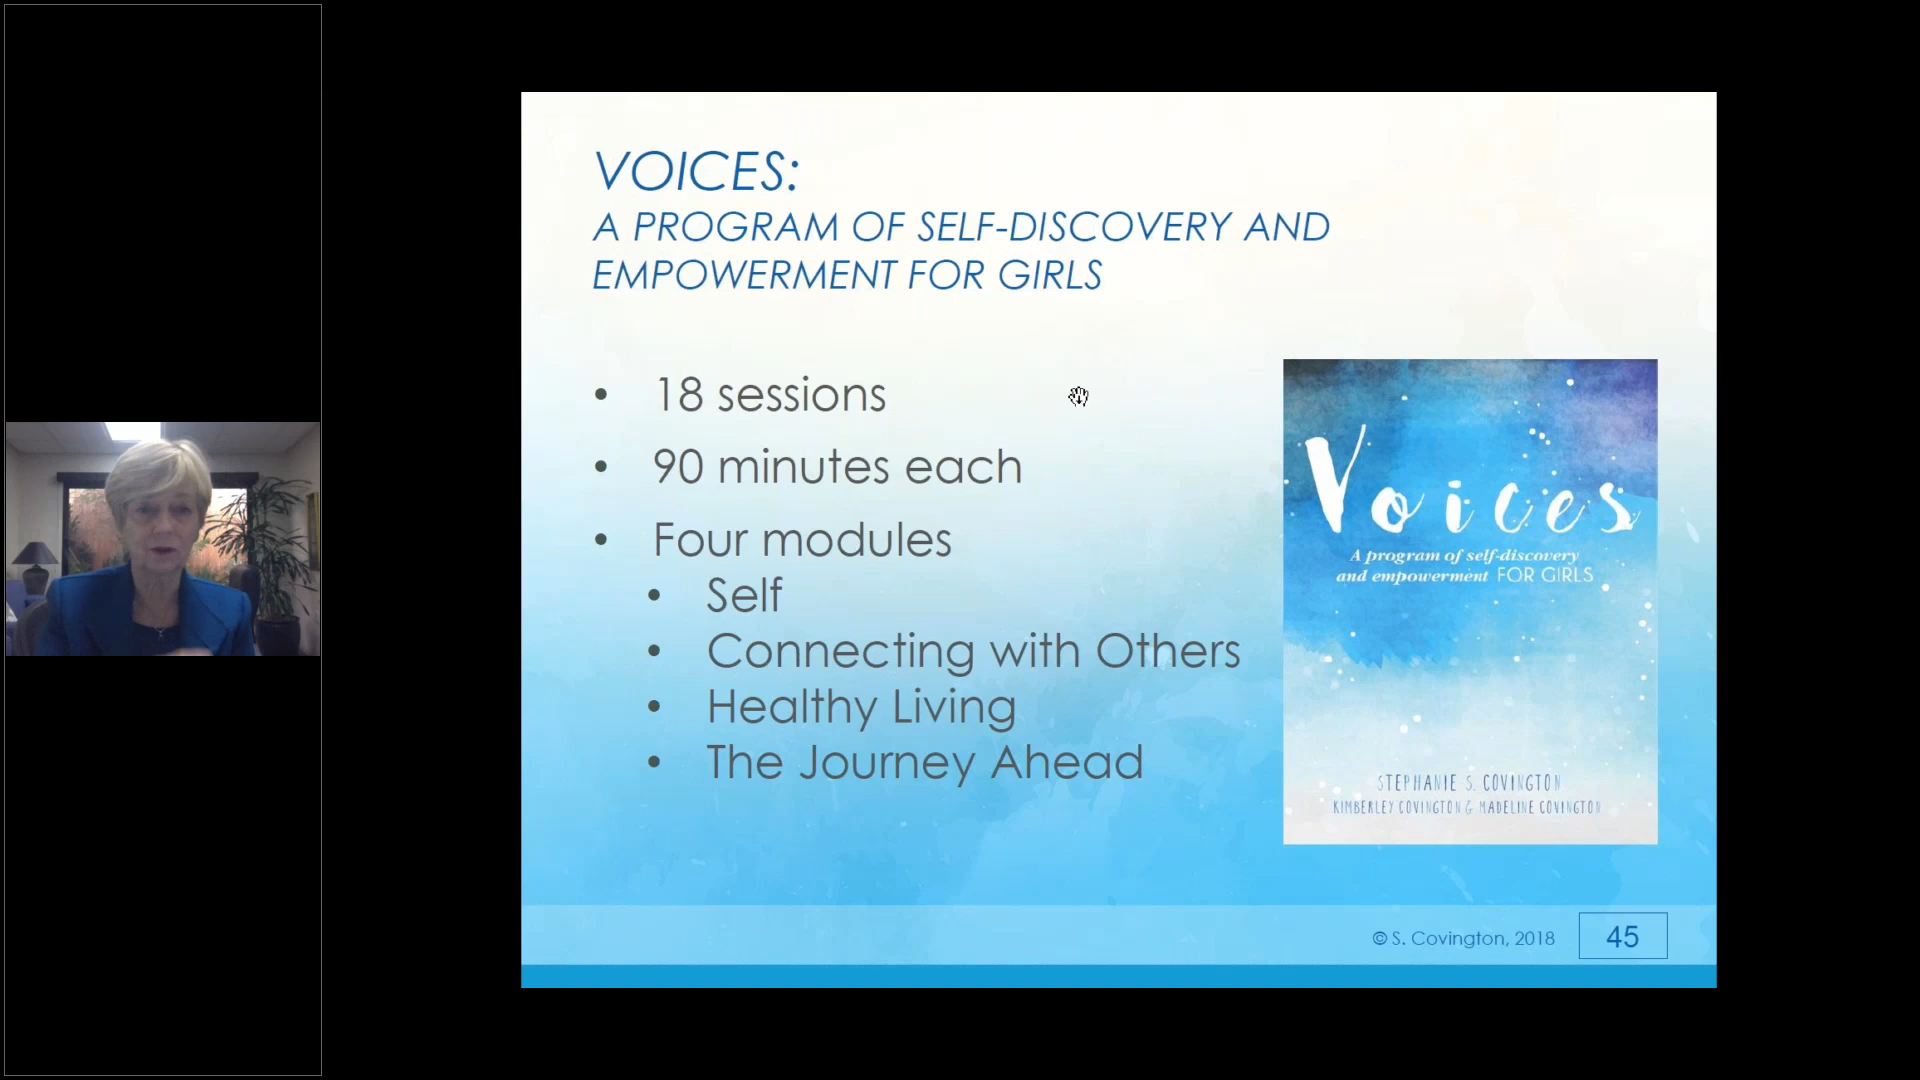 VOICES:
A PROGRAM OF SELF-DISCOVERY AND
EMPOWERMENT FOR GIRLS
• 18 sessions
• 90 minutes each
• Four modules
• Self
• Connecting with Others
• Healthy Living
• The Journey Ahead
Voices
A program of self-discovery
and empowerment FOR GIRLS
STEPHANIE S. COVINGTON
KIMBERLEY COVINGTON & MADELINE COVINGTON
© S. Covington, 2018
45